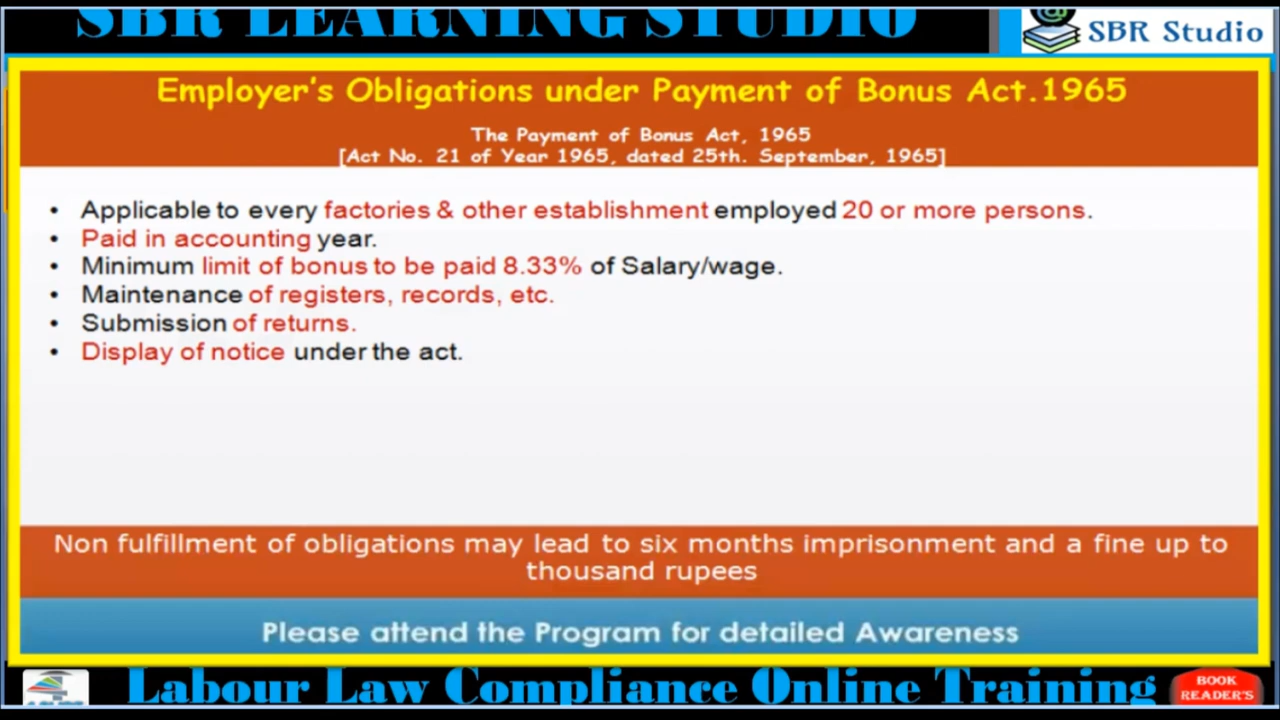 SBR LEARNING STUDIO
SBR Studio
Employer's Obligations under Payment of Bonus Act.1965
The Payment of Bonus Act, 1965
[Act No. 21 of Year 1965, dated 25th. September, 1965]
• Applicable to every factories & other establishment employed 20 or more persons.
• Paid in accounting year.
• Minimum limit of bonus to be paid 8.33% of Salary/wage.
• Maintenance of registers, records, etc.
• Submission of returns.
• Display of notice under the act.
Non fulfillment of obligations may lead to six months imprisonment and a fine up to
thousand rupees
Please attend the Program for detailed Awareness
Labour Law Compliance Online Training
BOOK
READER'S